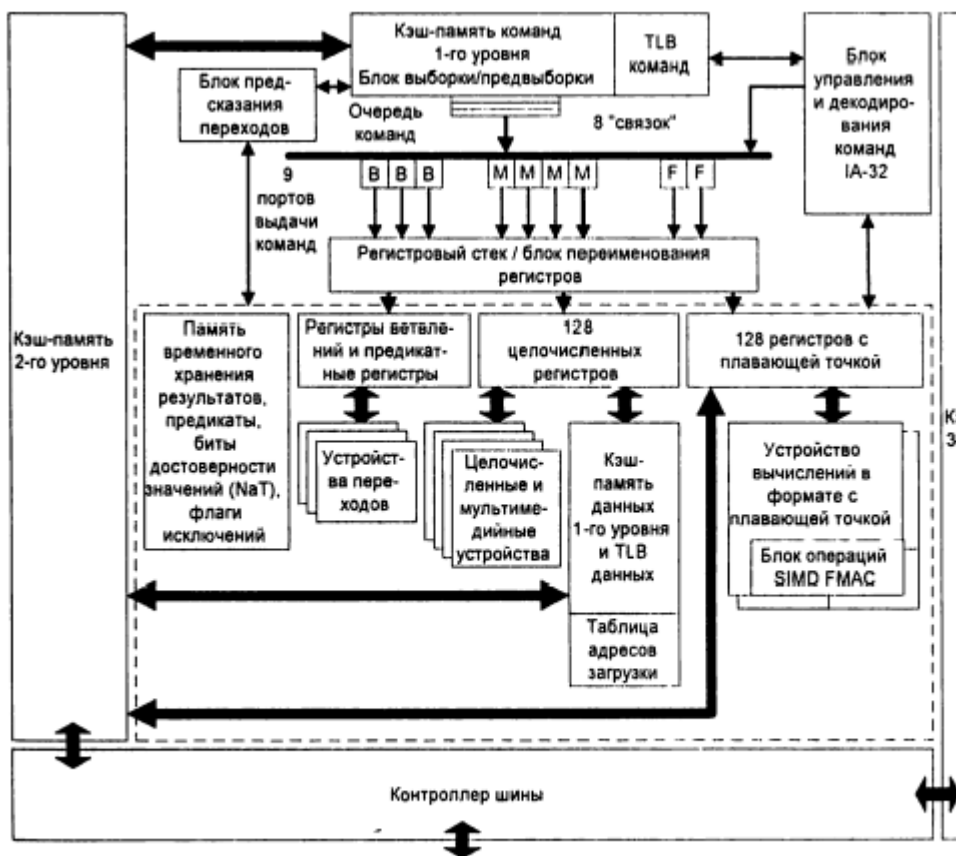 Кэш-память команд
1-го уровня
Блок выборки/предвыборки
TLB
команд
Блок
управления
и декодиро-
вания
команд
IA-32
Блок пред-
сказания
переходов
Очередь
команд
8 "связок"
9
портов
выдачи
команд
B B B M M M M F F
Регистровый стек / блок переименования
регистров
Кэш-память
2-го уровня
Память
временного
хранения
результатов,
предикаты,
биты
достоверности
значений (NaT),
флаги
исключений
Регистры ветвле-
ний и предикат-
ные регистры
128
целочисленных
регистров
128 регистров с
плавающей точкой
Устройст-
ва пере-
ходов
Целочис-
ленные и
мультиме-
дийные
устройства
Кэш-
память
данных
1-го уровня
и TLB
данных
Таблица
адресов
загрузки
Устройство
вычислений в
формате с
плавающей точкой
Блок операций
SIMD FMAC
Контроллер шины